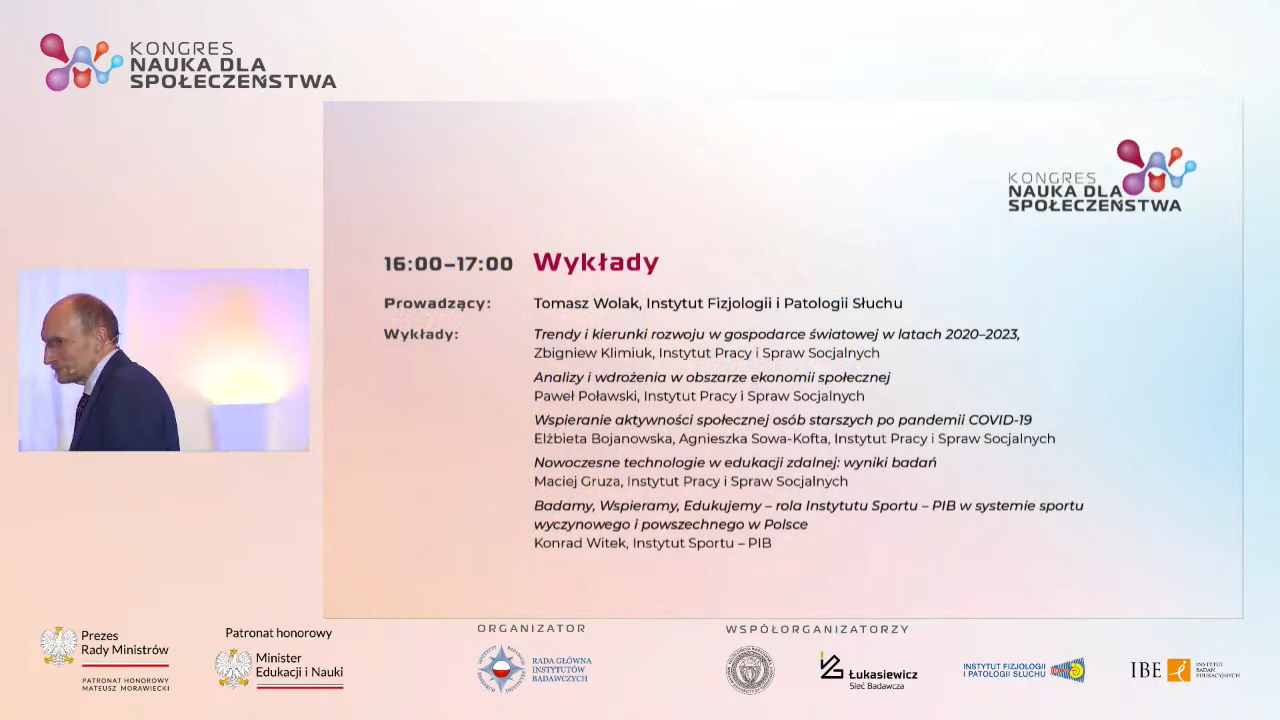 KONGRES
NAUKA DLA
SPOŁECZEŃSTWA
KONGRES
NAUKA DLA
SPOŁECZEŃSTWA
16:00–17:00 Wykłady
Prowadzący: Tomasz Wolak, Instytut Fizjologii i Patologii Słuchu
Wykłady: Trendy i kierunki rozwoju w gospodarce światowej w latach 2020–2023,
Zbigniew Klimiuk, Instytut Pracy i Spraw Socjalnych
Analizy i wdrożenia w obszarze ekonomii społecznej
Paweł Poławski, Instytut Pracy i Spraw Socjalnych
Wspieranie aktywności społecznej osób starszych po pandemii COVID-19
Elżbieta Bojanowska, Agnieszka Sowa-Kofta, Instytut Pracy i Spraw Socjalnych
Nowoczesne technologie w edukacji zdalnej: wyniki badań
Maciej Gruza, Instytut Pracy i Spraw Socjalnych
Badamy, Wspieramy, Edukujemy – rola Instytutu Sportu – PIB w systemie sportu
wyczynowego i powszechnego w Polsce
Konrad Witek, Instytut Sportu – PIB
Prezes
Rady Ministrów
PATRONAT HONOROWY
MATEUSZ MORAWIECKI
Patronat honorowy
Minister
Edukacji i Nauki
ORGANIZATOR
RADA GŁÓWNA
INSTYTUTÓW
BADAWCZYCH
WSPÓŁORGANIZATORZY
Łukasiewicz
Sieć Badawcza
INSTYTUT FIZJOLOGII
I PATOLOGII SŁUCHU
IBE
INSTYTUT
BADAŃ
EDUKACYJNYCH